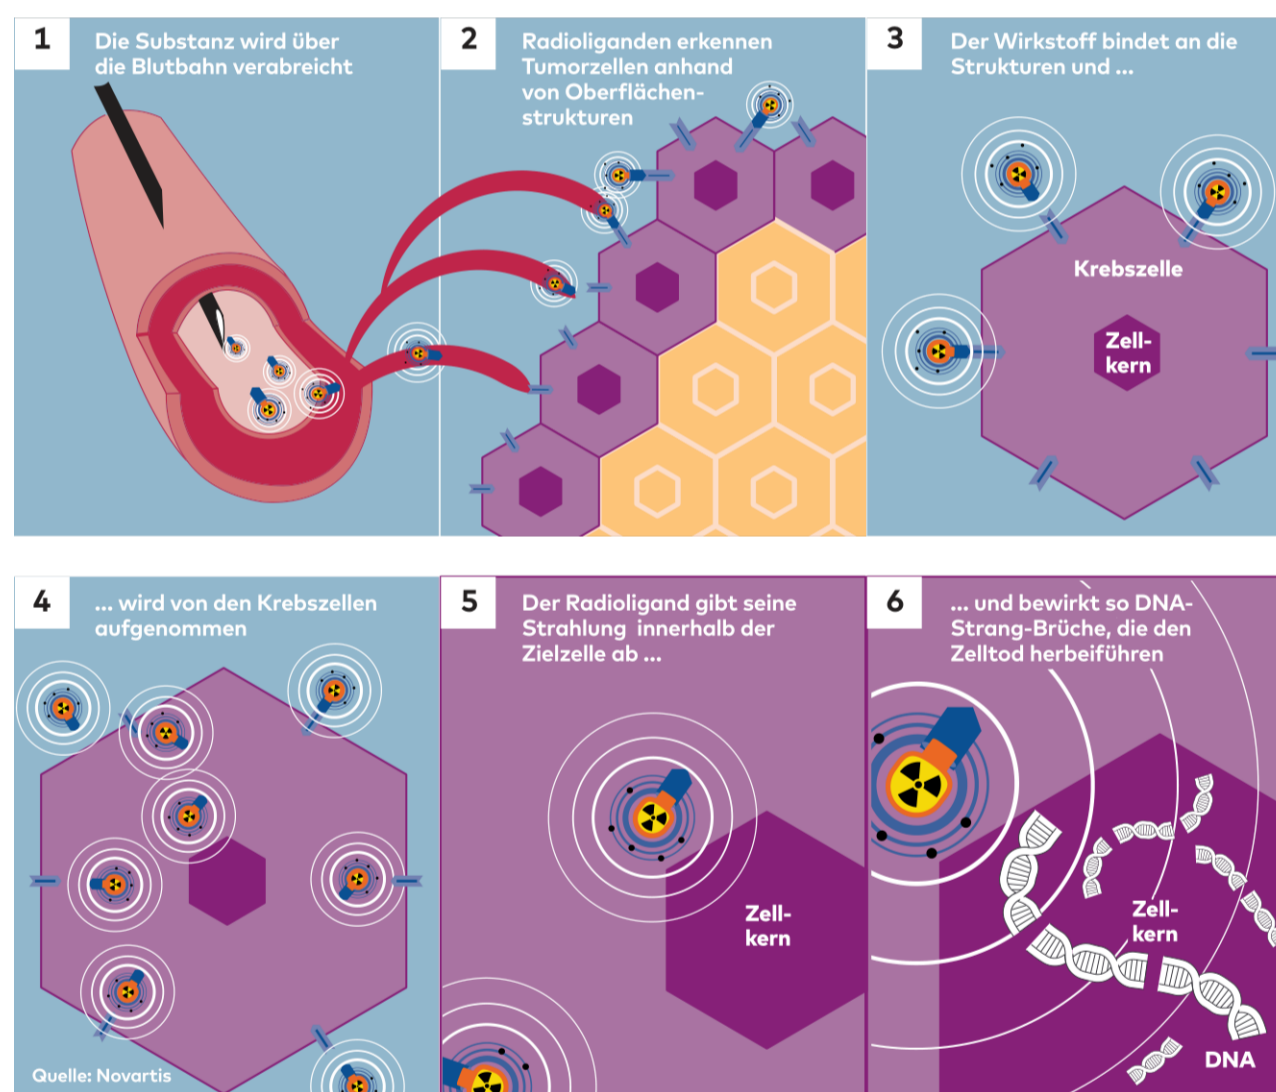 1
Die Substanz wird über
die Blutbahn verabreicht
2
Radioliganden erkennen
Tumorzellen anhand
von Oberflächen-
strukturen
3
Der Wirkstoff bindet an die
Strukturen und ...
Krebszelle
Zell-
kern
4
... wird von den Krebszellen
aufgenommen
Quelle: Novartis
5
Der Radioligand gibt seine
Strahlung innerhalb der
Zielzelle ab ...
Zell-
kern
6
... und bewirkt so DNA-
Strang-Brüche, die den
Zelltod herbeiführen
Zell-
kern
DNA